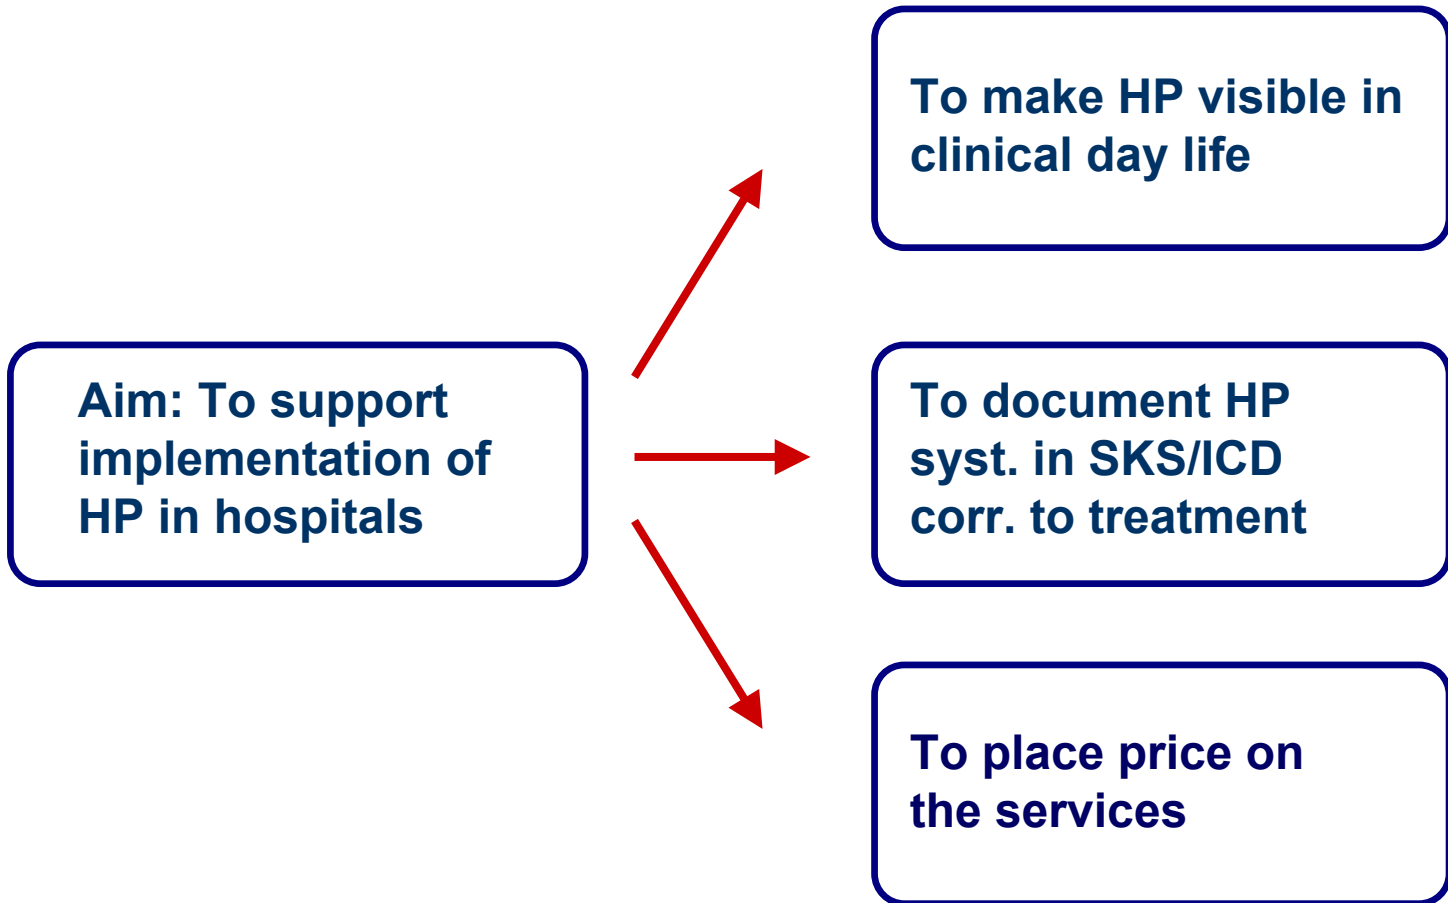 Aim: To support
implementation of
HP in hospitals
To make HP visible in
clinical day life
To document HP
syst. in SKS/ICD
corr. to treatment
To place price on
the services